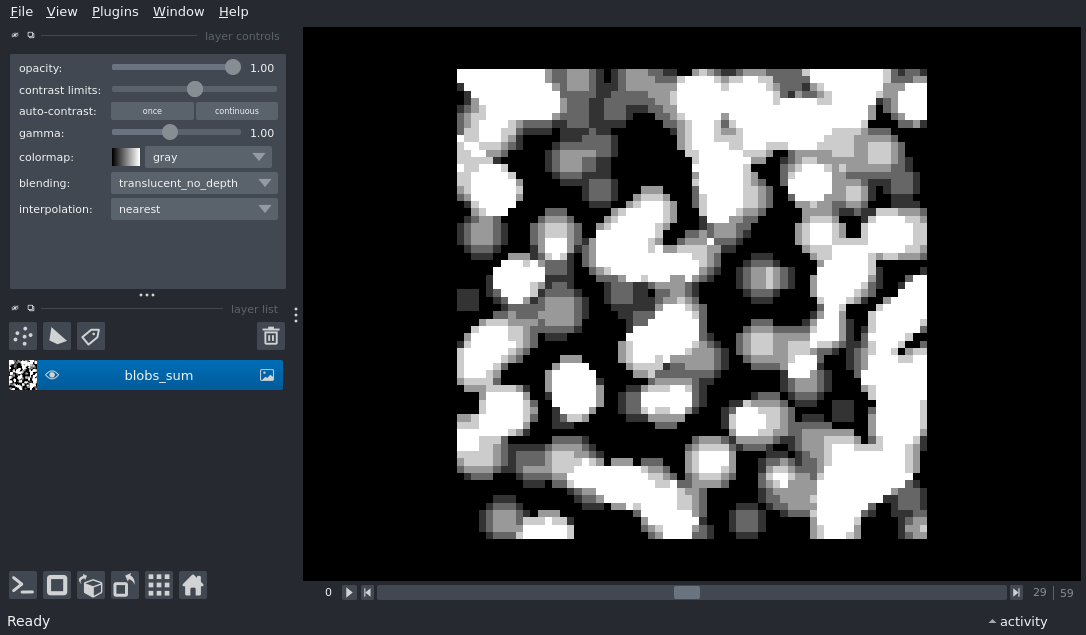 File View Plugins Window Help
layer controls
opacity: 1.00
contrast limits:
auto-contrast: once continuous
gamma: 1.00
colormap: gray
blending: translucent_no_depth
interpolation: nearest
layer list
blobs_sum
0 29 59
Ready activity